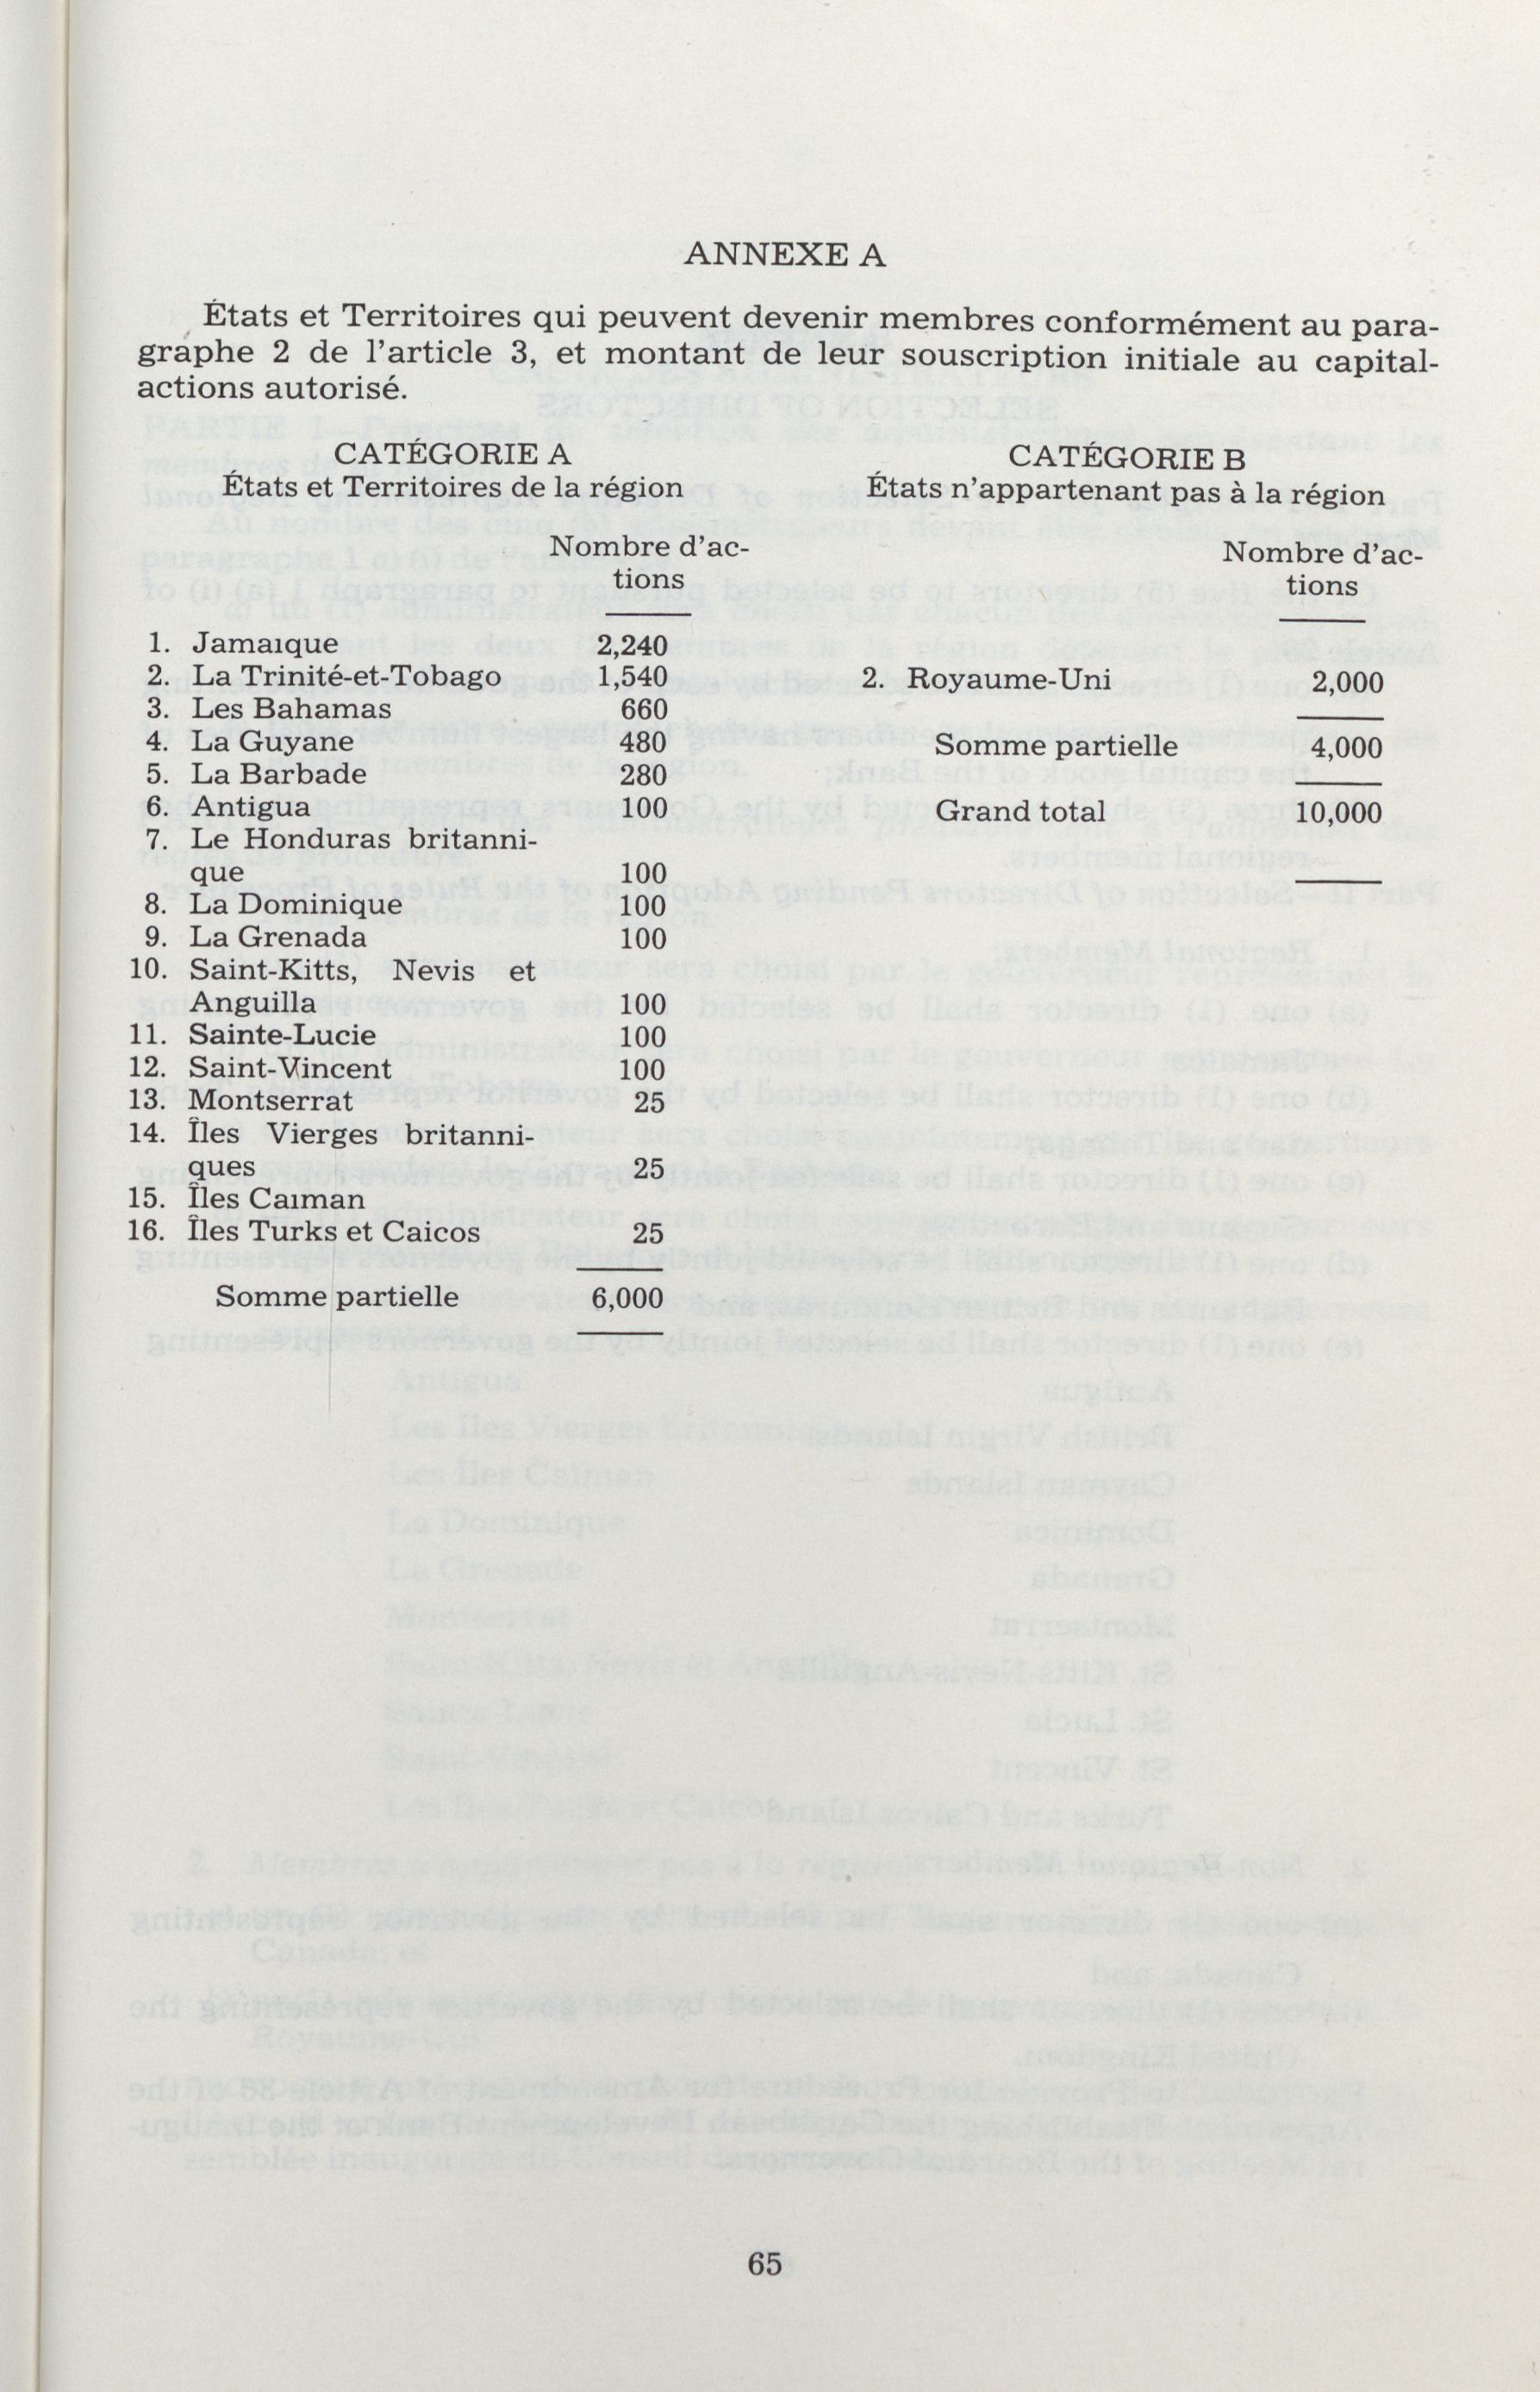 ANNEXE A
États et Territoires qui peuvent devenir membres conformément au para-
graphe 2 de l'article 3, et montant de leur souscription initiale au capital-
actions autorisé.
CATÉGORIE A
États et Territoires de la région
Nombre d'ac-
tions
1. Jamaıque 2,240
2. La Trinité-et-Tobago 1,540
3. Les Bahamas 660
4. La Guyane 480
5. La Barbade 280
6. Antigua 100
7. Le Honduras britanni-
que 100
8. La Dominique 100
9. La Grenada 100
10. Saint-Kitts, Nevis et
Anguilla 100
11. Sainte-Lucie 100
12. Saint-Vincent 100
13. Montserrat 25
14. Îles Vierges britanni-
ques 25
15. Îles Caıman
16. Îles Turks et Caicos 25
Somme partielle 6,000
CATÉGORIE B
États n'appartenant pas à la région
Nombre d'ac-
tions
2. Royaume-Uni 2,000
Somme partielle 4,000
Grand total 10,000
65